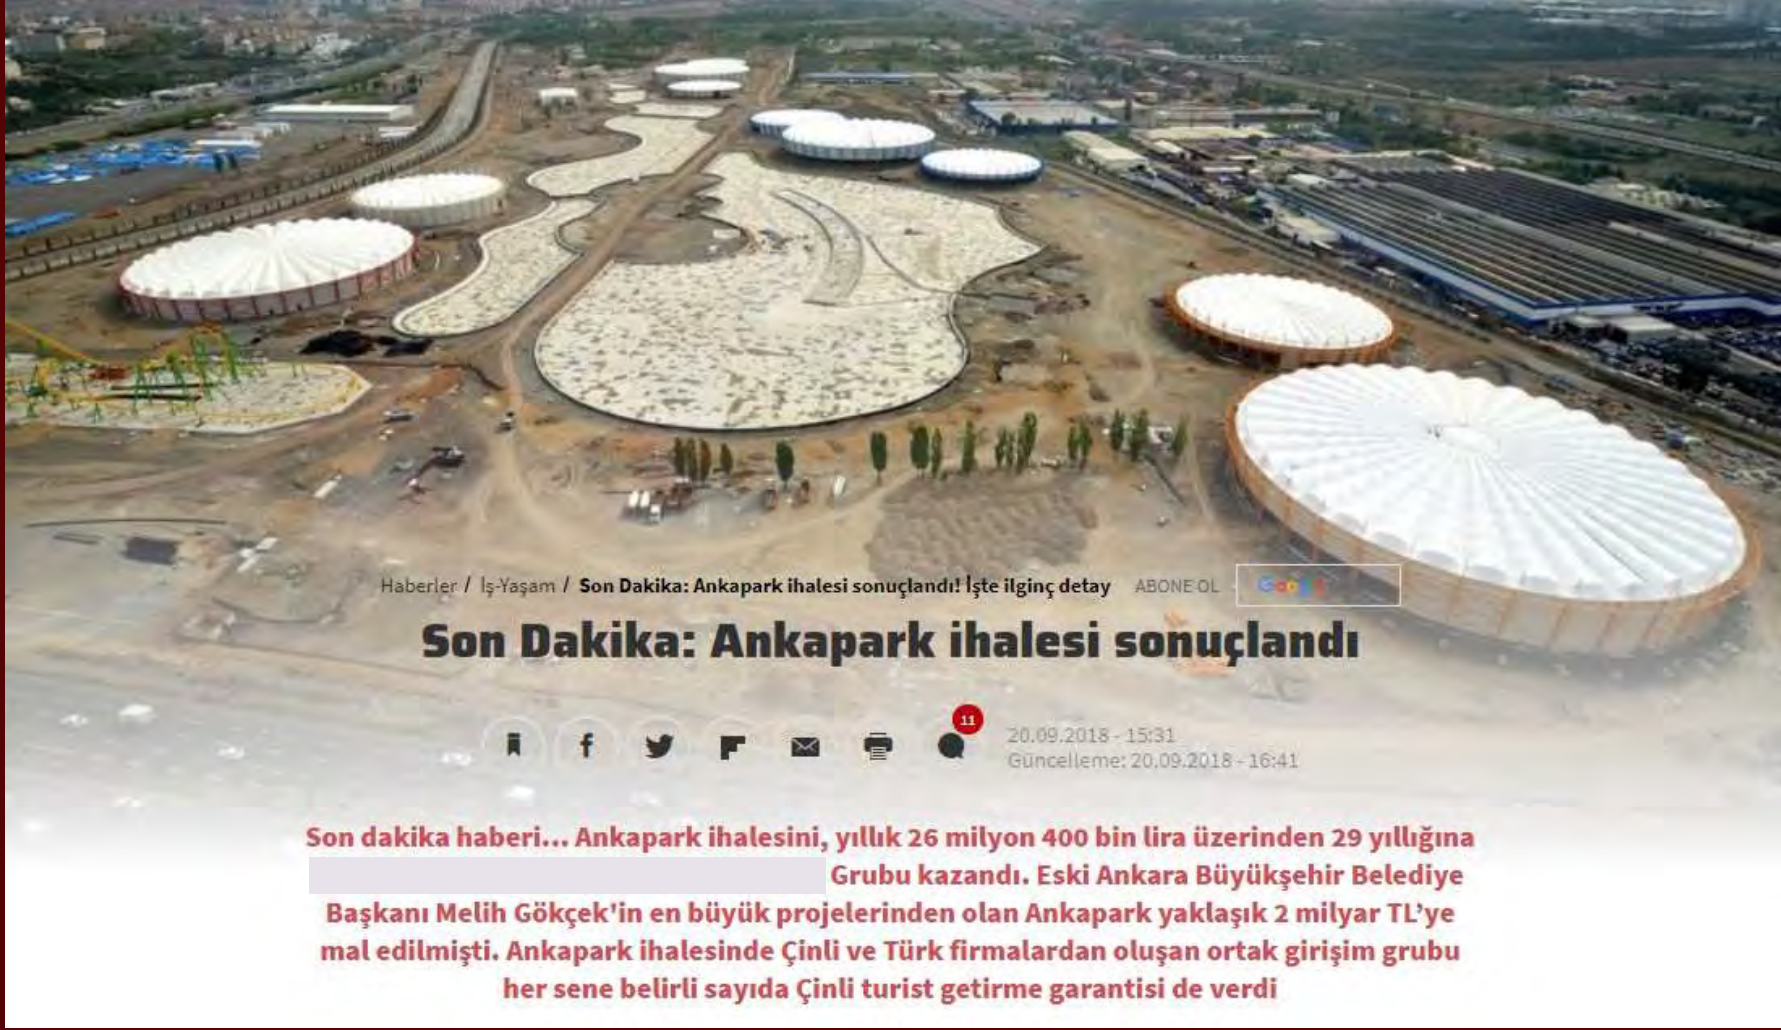 Haberler / İş-Yaşam / Son Dakika: Ankapark ihalesi sonuçlandı! İşte ilginç detay ABONE OL
Son Dakika: Ankapark ihalesi sonuçlandı
11
20.09.2018 - 15:31
Güncelleme: 20.09.2018 - 16:41
Son dakika haberi... Ankapark ihalesini, yıllık 26 milyon 400 bin lira üzerinden 29 yıllığına
Grubu kazandı. Eski Ankara Büyükşehir Belediye
Başkanı Melih Gökçek'in en büyük projelerinden olan Ankapark yaklaşık 2 milyar TL’ye
mal edilmişti. Ankapark ihalesinde Çinli ve Türk firmalardan oluşan ortak girişim grubu
her sene belirli sayıda Çinli turist getirme garantisi de verdi